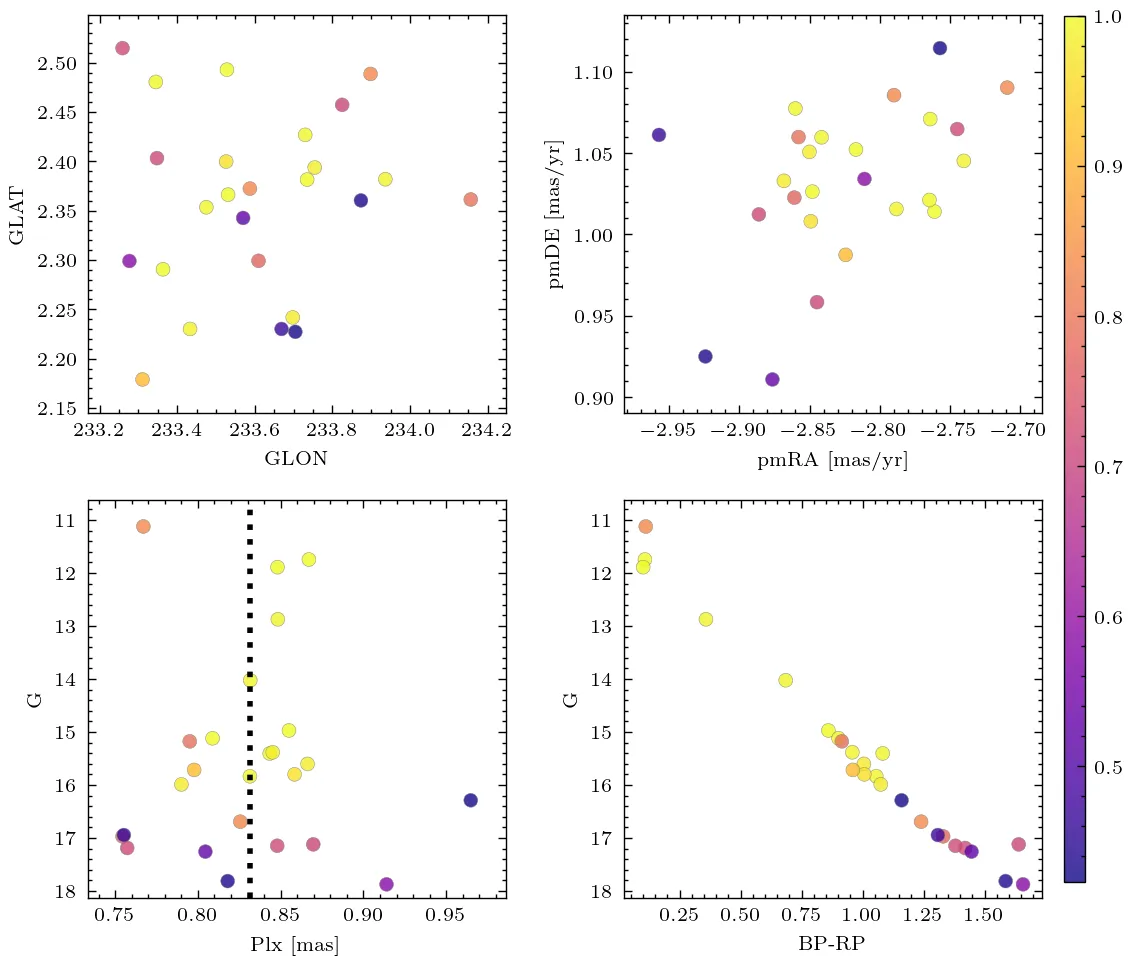 2.50
2.45
2.40
2.35
2.30
2.25
2.20
2.15
GLAT
233.2 233.4 233.6 233.8 234.0 234.2
GLON
1.10
1.05
1.00
0.95
0.90
pmDE [mas/yr]
−2.95 −2.90 −2.85 −2.80 −2.75 −2.70
pmRA [mas/yr]
11
12
13
14
15
16
17
18
G
0.75 0.80 0.85 0.90 0.95
Plx [mas]
11
12
13
14
15
16
17
18
G
0.25 0.50 0.75 1.00 1.25 1.50
BP-RP
1.0
0.9
0.8
0.7
0.6
0.5